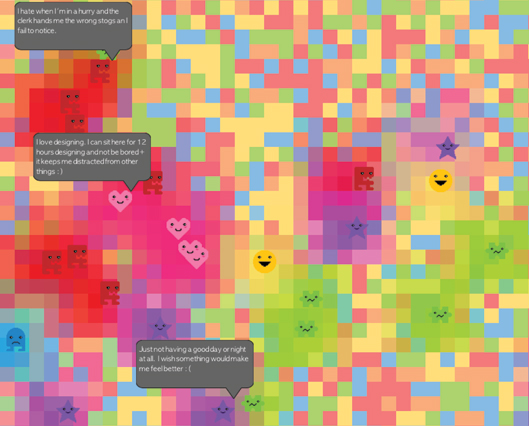 I hate when I'm in a hurry and the
clerk hands me the wrong stogs an I
fail to notice.
I love designing. I can sit here for 12
hours designing and not be bored +
it keeps me distracted from other
things : )
Just not having a good day or night
at all. I wish something would make
me feel better : (